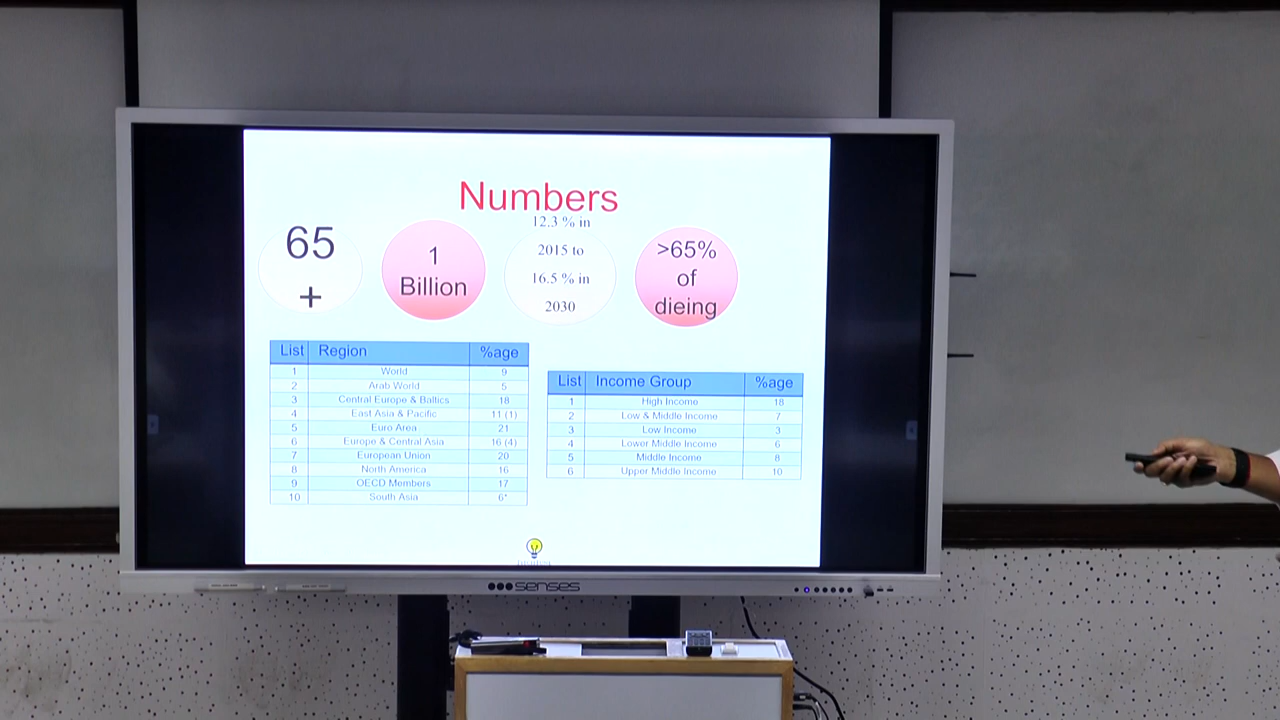 Numbers
65
+
1
Billion
12.3 % in
2015 to
16.5 % in
2030
>65%
of
dieing
List Region %age
1 World 9
2 Arab World 5
3 Central Europe & Baltics 18
4 East Asia & Pacific 11 (1)
5 Euro Area 21
6 Europe & Central Asia 16 (4)
7 European Union 20
8 North America 16
9 OECD Members 17
10 South Asia 6*
List Income Group %age
1 High Income 18
2 Low & Middle Income 7
3 Low Income 3
4 Lower Middle Income 6
5 Middle Income 8
6 Upper Middle Income 10
senses